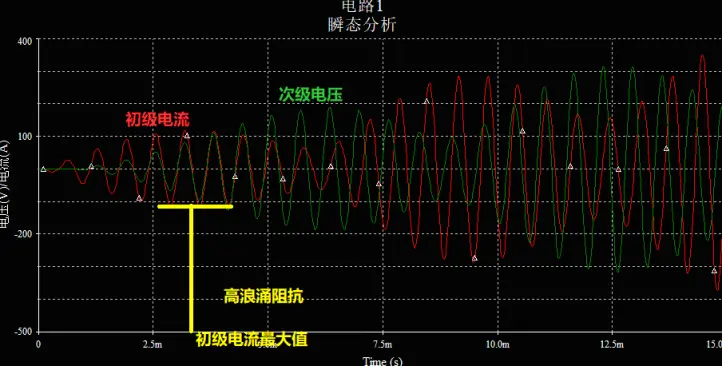 电路1
瞬态分析
400
次级电压
初级电流
100
电压(V)/电流(A)
-200
高浪涌阻抗
初级电流最大值
-500
0
2.5m
7.5m
10.0m
12.5m
15.0
Time (s)